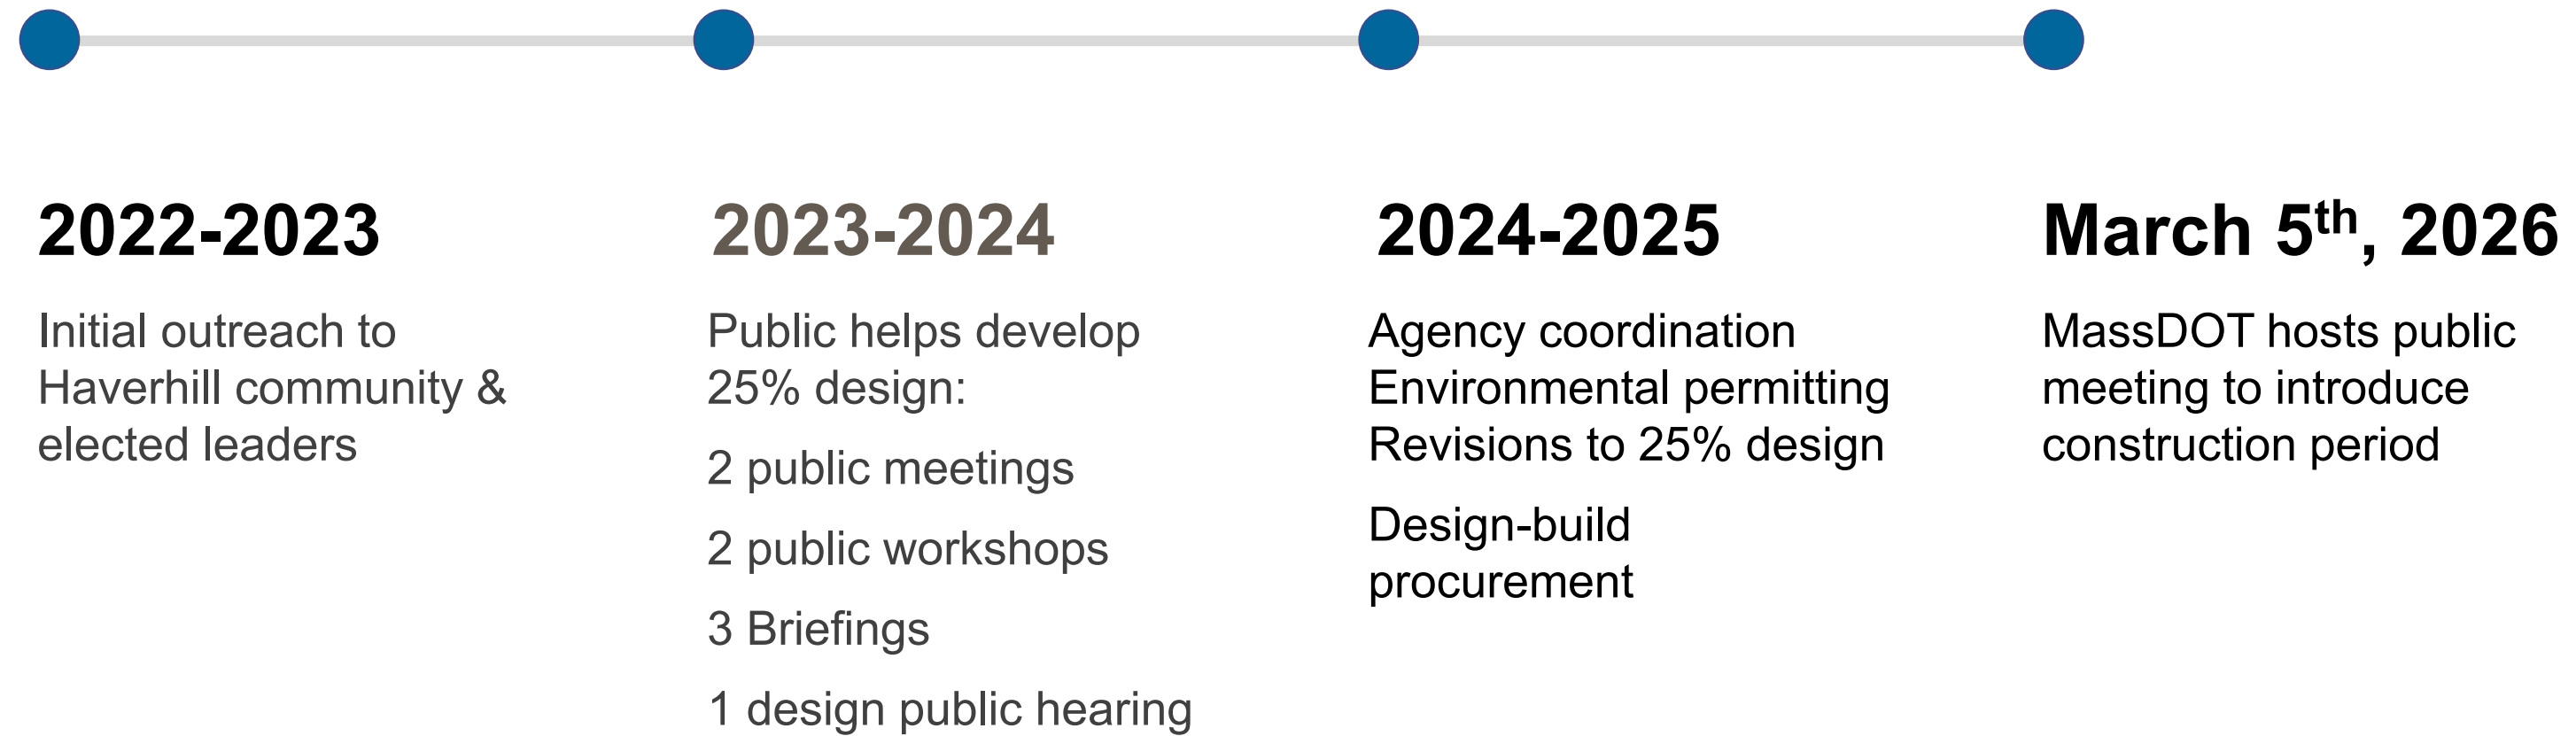 2022-2023
Initial outreach to
Haverhill community &
elected leaders
2023-2024
Public helps develop
25% design:
2 public meetings
2 public workshops
3 Briefings
1 design public hearing
2024-2025
Agency coordination
Environmental permitting
Revisions to 25% design
Design-build
procurement
March 5th, 2026
MassDOT hosts public
meeting to introduce
construction period